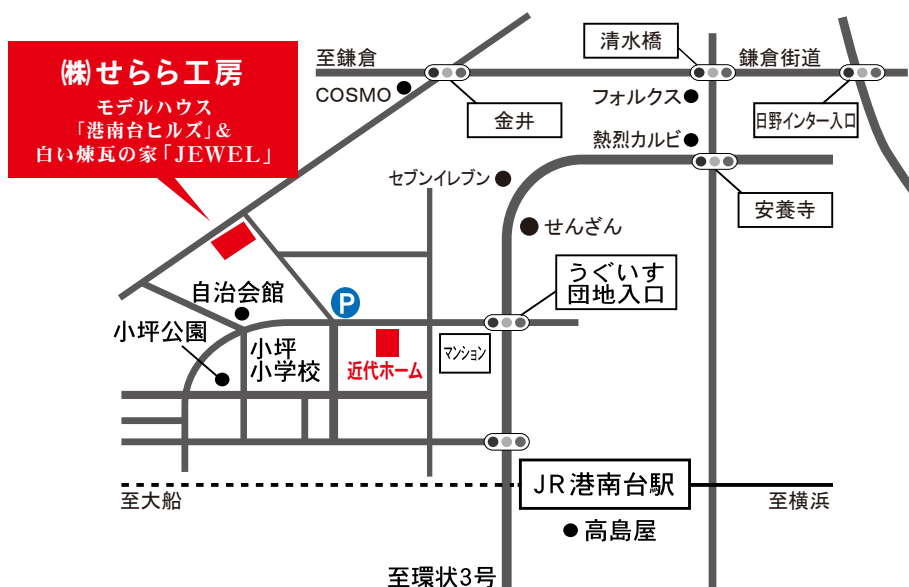 ㈱せらら工房
モデルハウス
「港南台ヒルズ」&
白い煉瓦の家「JEWEL」
至鎌倉
清水橋
鎌倉街道
COSMO
金井
フォルクス
日野インター入口
熱烈カルビ
セブンイレブン
安養寺
せんざん
うぐいす
団地入口
自治会館
P
小坪公園
小坪
小学校
近代ホーム
マンション
JR港南台駅
至大船
至横浜
高島屋
至環状3号